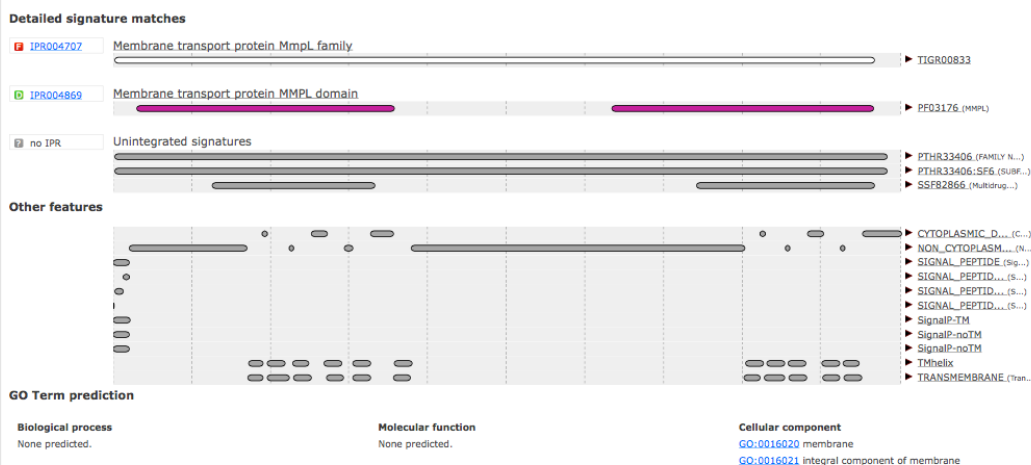 Detailed signature matches
F IPR004707 Membrane transport protein MmpL family
TIGR00833
D IPR004869 Membrane transport protein MMPL domain
PF03176 (MMPL)
? no IPR Unintegrated signatures
PTHR33406 (FAMILY N...)
PTHR33406:SF6 (SUBF...)
SSF82866 (Multidrug...)
Other features
CYTOPLASMIC_D... (C...)
NON_CYTOPLASM... (N...
SIGNAL_PEPTIDE (Sig...)
SIGNAL_PEPTID... (S...)
SIGNAL_PEPTID... (S...)
SIGNAL_PEPTID... (S...)
SignalP-TM
SignalP-noTM
SignalP-noTM
TMhelix
TRANSMEMBRANE (Tran...
GO Term prediction
Biological process Molecular function Cellular component
None predicted. None predicted. GO:0016020 membrane
GO:0016021 integral component of membrane